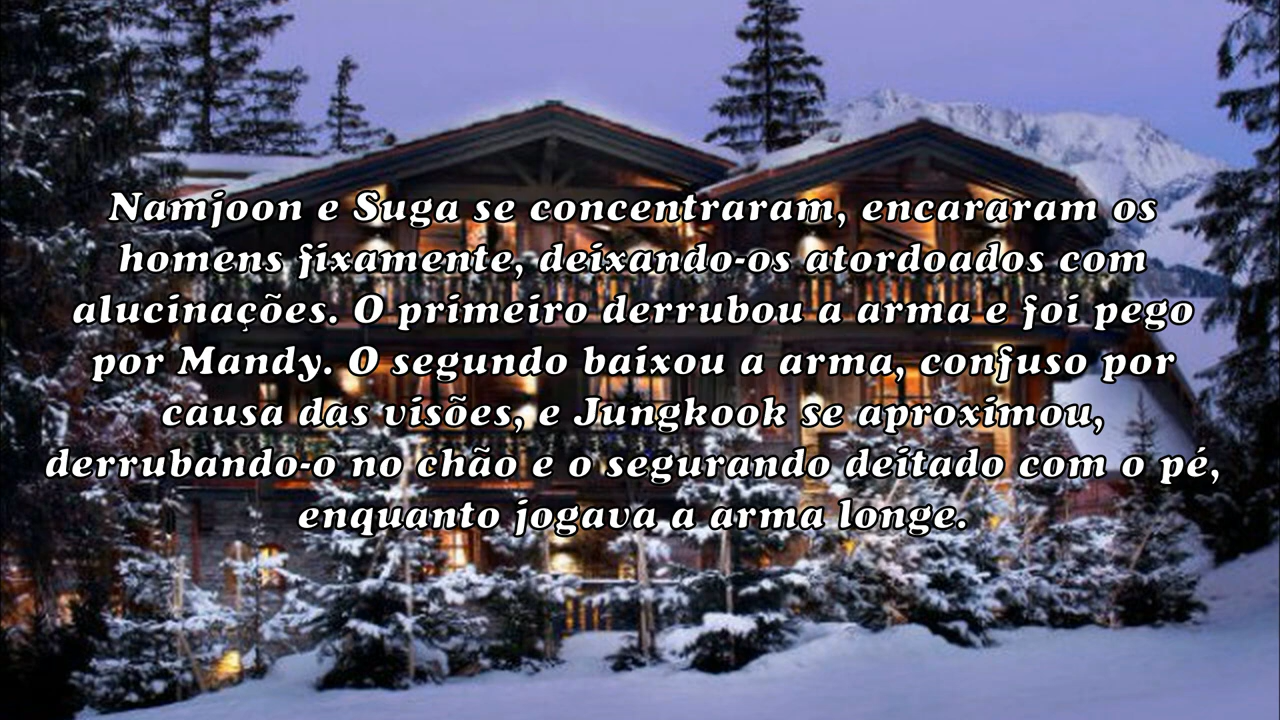 Namjoon e Suga se concentraram, encararam os
homens fixamente, deixando-os atordoados com
alucinações. O primeiro derrubou a arma e foi pego
por Mandy. O segundo baixou a arma, confuso por
causa das visões, e Jungkook se aproximou,
derrubando-o no chão e o segurando deitado com o pé,
enquanto jogava a arma longe.